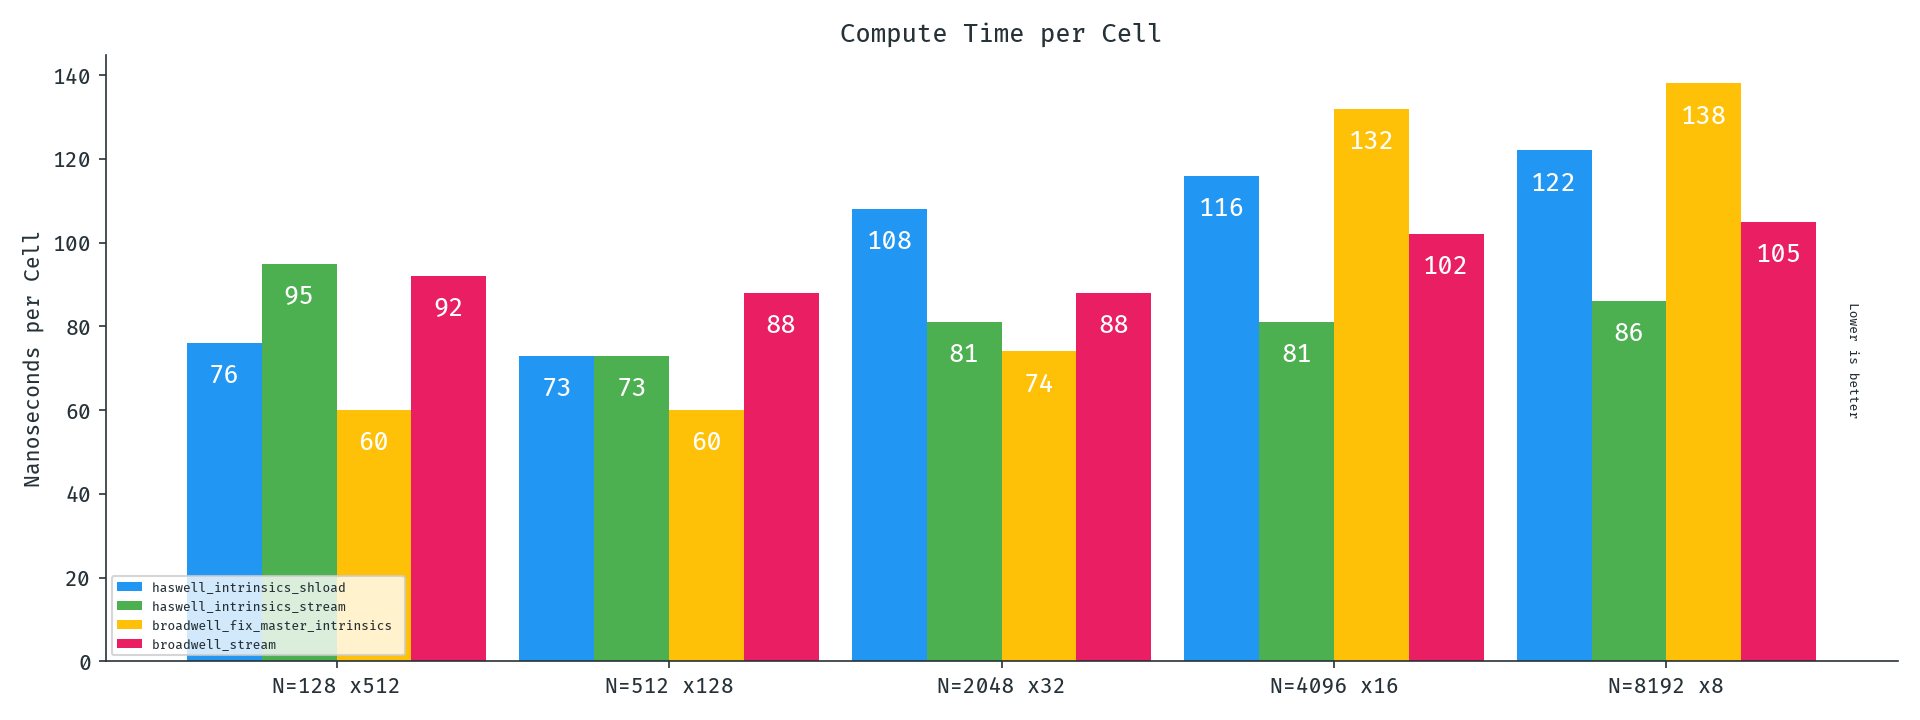 Compute Time per Cell
Nanoseconds per Cell
140
120
100
80
60
40
20
0
76
95
60
92
73
73
60
88
108
81
74
88
116
81
132
102
122
86
138
105
Lower is better
haswell_intrinsics_shload
haswell_intrinsics_stream
broadwell_fix_master_intrinsics
broadwell_stream
N=128 x512
N=512 x128
N=2048 x32
N=4096 x16
N=8192 x8